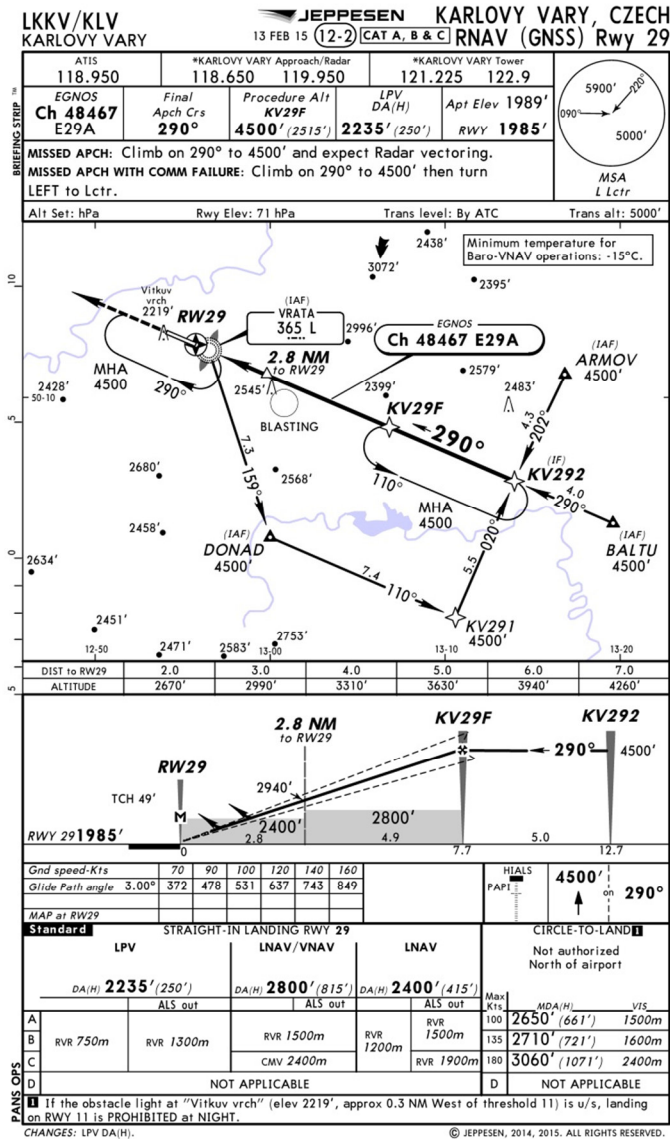 LKKV/KLV
KARLOVY VARY
JEPPESEN
13 FEB 15 12-2 CAT A, B & C
KARLOVY VARY, CZECH
RNAV (GNSS) Rwy 29
BRIEFING STRIP ™
ATIS
118.950
*KARLOVY VARY Approach/Radar
118.650 119.950
*KARLOVY VARY Tower
121.225 122.9
EGNOS
Ch 48467
E29A
Final
Apch Crs
290°
Procedure Alt
KV29F
4500' (2515')
LPV
DA(H)
2235' (250')
Apt Elev 1989'
RWY 1985'
5900'
220°
090°
5000'
MSA
L Lctr
MISSED APCH: Climb on 290° to 4500' and expect Radar vectoring.
MISSED APCH WITH COMM FAILURE: Climb on 290° to 4500' then turn
LEFT to Lctr.
Alt Set: hPa Rwy Elev: 71 hPa Trans level: By ATC Trans alt: 5000'
2438'
3072'
Minimum temperature for
Baro-VNAV operations: -15°C.
2395'
10
Vitkuv
vrch
2219'
RW29
(IAF)
VRATA
365 L
2996'
EGNOS
Ch 48467 E29A
2.8 NM
to RW29
(IAF)
ARMOV
4500'
MHA
4500
290°
2428'
50-10
2545'
2399'
2579'
2483'
BLASTING
KV29F
290°
4.3
202°
5
(IF)
KV292
7.3
159°
2680'
2568'
110°
MHA
4500
4.0
290°
2458'
(IAF)
DONAD
4500'
5.5
020°
(IAF)
BALTU
4500'
0
2634'
7.4
110°
KV291
4500'
2451'
2753'
12-50
2471'
2583'
13-00
13-10
13-20
5
DIST to RW29 2.0 3.0 4.0 5.0 6.0 7.0
ALTITUDE 2670' 2990' 3310' 3630' 3940' 4260'
2.8 NM
to RW29
KV29F
KV292
RW29
290°
4500'
TCH 49'
2940'
M
2400'
2800'
RWY 29 1985'
2.8
4.9
5.0
0
7.7
12.7
Gnd speed-Kts 70 90 100 120 140 160
Glide Path angle 3.00° 372 478 531 637 743 849
MAP at RW29
HIALS
PAPI
4500'
on
290°
Standard STRAIGHT-IN LANDING RWY 29
CIRCLE-TO-LAND 1
LPV LNAV/VNAV LNAV
Not authorized
North of airport
DA(H) 2235' (250') DA(H) 2800' (815') DA(H) 2400' (415')
ALS out ALS out ALS out
Max
Kts
MDA(H) VIS
A
B
C
RVR 750m
RVR 1300m
RVR 1500m
CMV 2400m
RVR
1200m
RVR
1500m
RVR 1900m
100 2650' (661') 1500m
135 2710' (721') 1600m
180 3060' (1071') 2400m
D NOT APPLICABLE D NOT APPLICABLE
PANS OPS
1 If the obstacle light at "Vitkuv vrch" (elev 2219', approx 0.3 NM West of threshold 11) is u/s, landing
on RWY 11 is PROHIBITED at NIGHT.
CHANGES: LPV DA(H).
© JEPPESEN, 2014, 2015. ALL RIGHTS RESERVED.